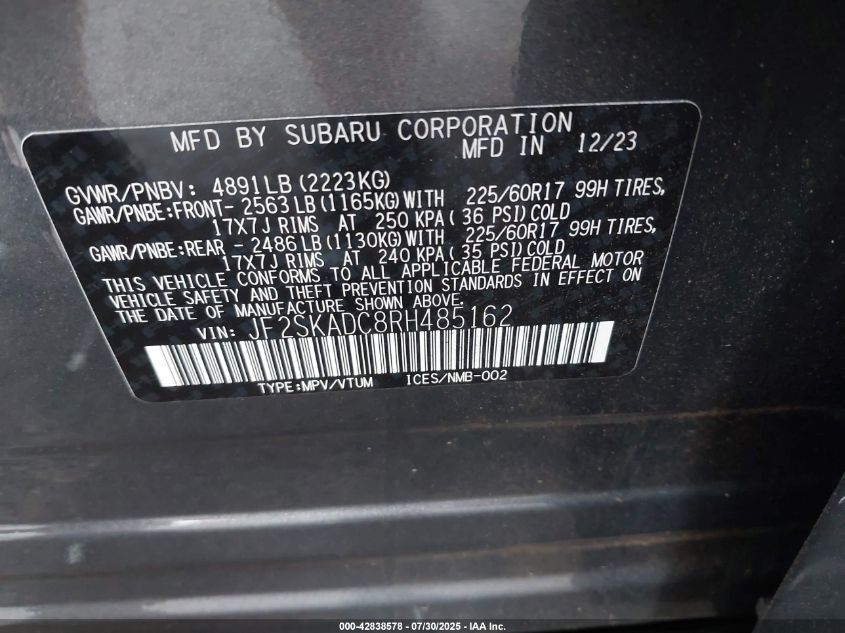 MFD BY SUBARU CORPORATION
MFD IN 12/23
GVWR/PNBV: 4891LB (2223KG)
GAWR/PNBE:FRONT- 2563LB(1165KG)WITH 225/60R17 99H TIRES,
17X7J RIMS AT 250 KPA( 36 PSI)COLD
GAWR/PNBE:REAR - 2486LB(1130KG)WITH 225/60R17 99H TIRES,
17X7J RIMS AT 240 KPA( 35 PSI)COLD
THIS VEHICLE CONFORMS TO ALL APPLICABLE FEDERAL MOTOR
VEHICLE SAFETY AND THEFT PREVENTION STANDARDS IN EFFECT ON
THE DATE OF MANUFACTURE SHOWN ABOVE.
VIN: JF2SKADC8RH485162
TYPE:MPV/VTUM ICES/NMB-002
000-42838578 - 07/30/2025 - IAA Inc.